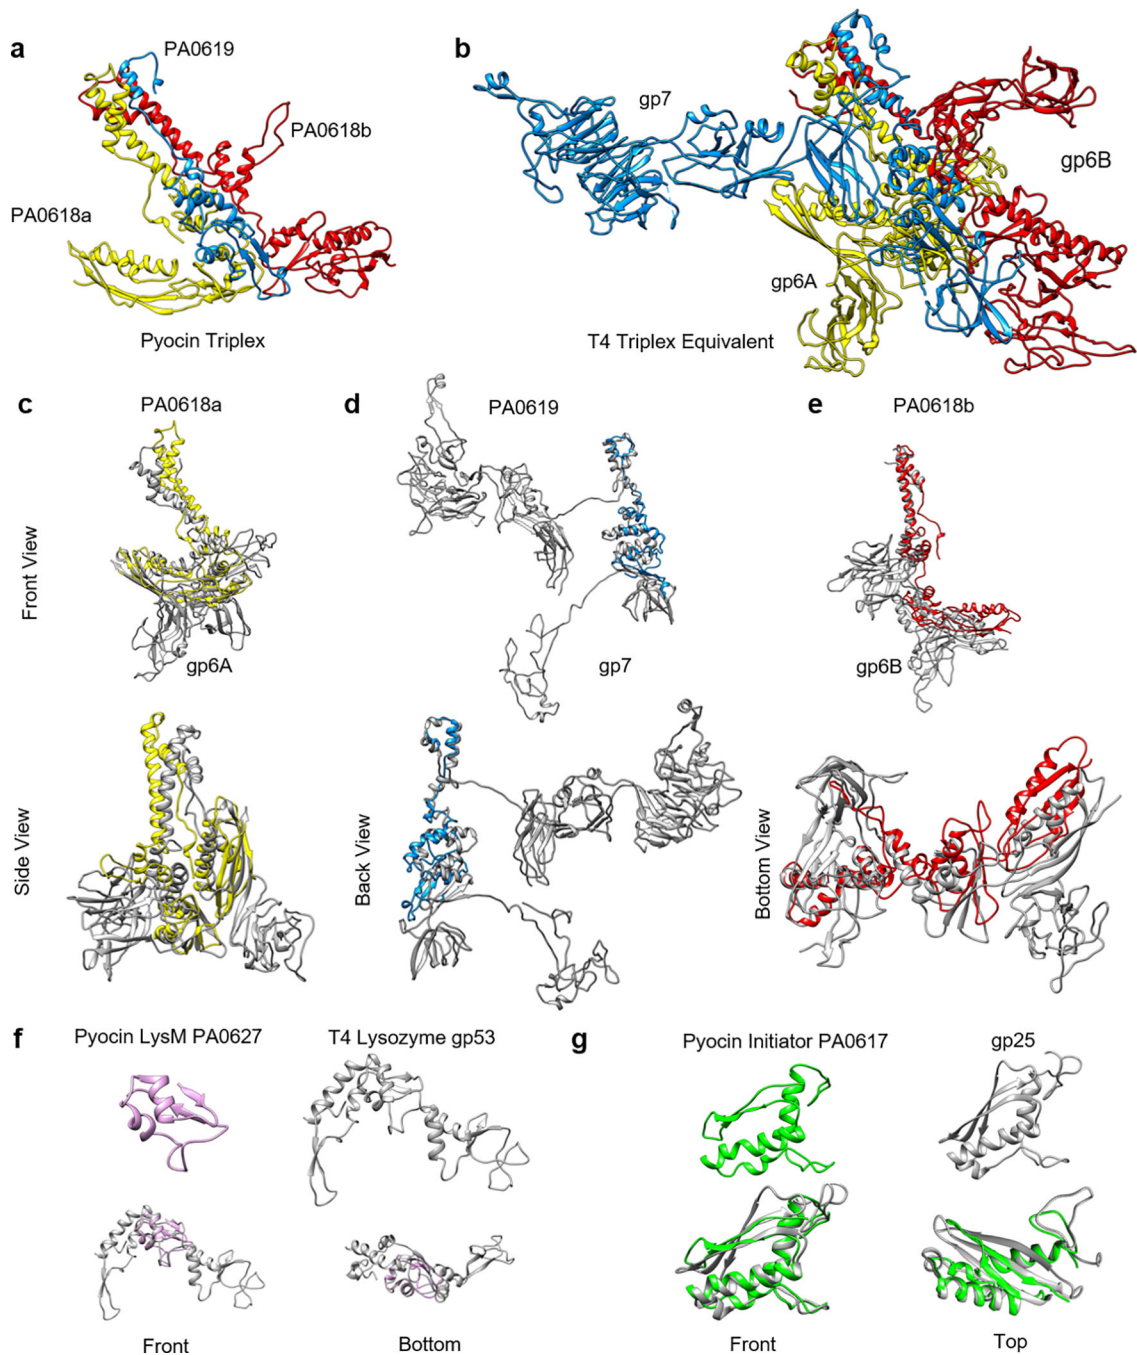 a
PA0619
PA0618b
PA0618a
Pyocin Triplex
b
gp7
gp6B
gp6A
T4 Triplex Equivalent
c
PA0618a
d
PA0619
e
PA0618b
Front View
gp6A
gp7
gp6B
Side View
Back View
Bottom View
f
Pyocin LysM PA0627
T4 Lysozyme gp53
g
Pyocin Initiator PA0617
gp25
Front
Bottom
Front
Top